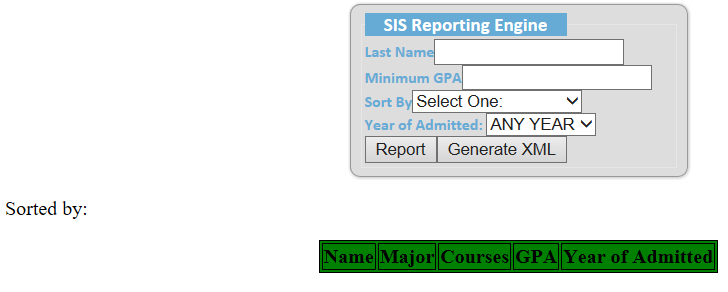 SIS Reporting Engine
Last Name
Minimum GPA
Sort By Select One:
Year of Admitted: ANY YEAR
Report Generate XML
Sorted by:
Name Major Courses GPA Year of Admitted